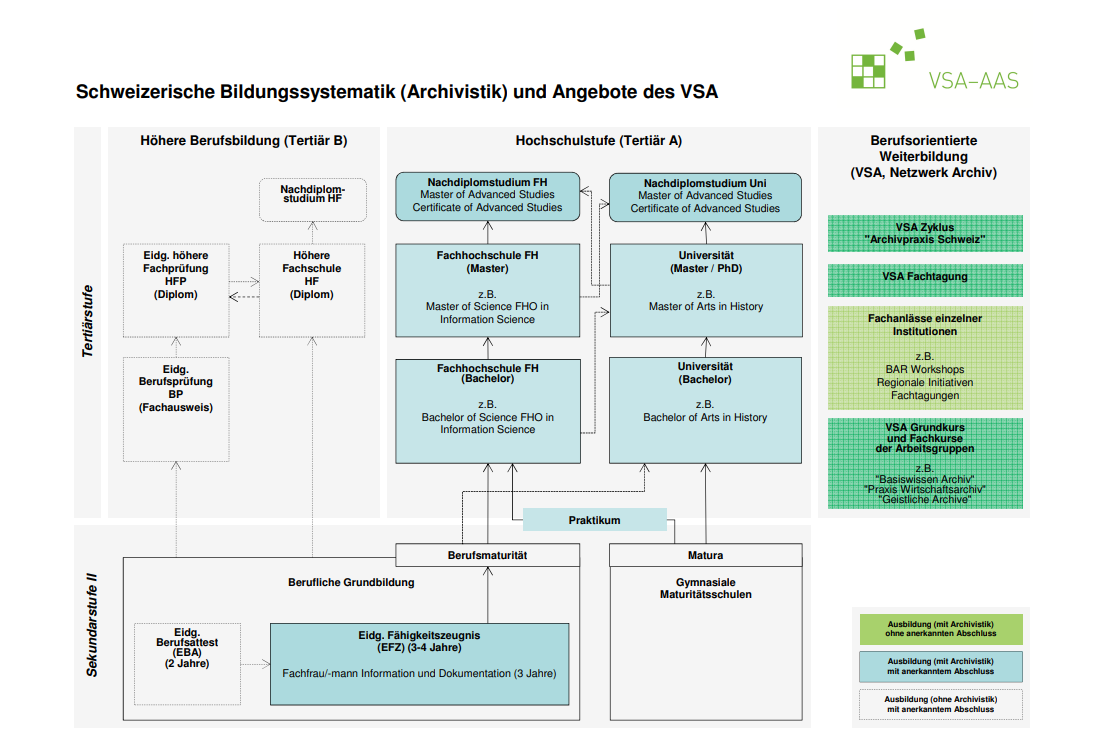 VSA-AAS
Schweizerische Bildungssystematik (Archivistik) und Angebote des VSA
Höhere Berufsbildung (Tertiär B)
Hochschulstufe (Tertiär A)
Berufsorientierte
Weiterbildung
(VSA, Netzwerk Archiv)
Tertiärstufe
Nachdiplom-
studium HF
Eidg. höhere
Fachprüfung
HFP
(Diplom)
Höhere
Fachschule
HF
(Diplom)
Eidg.
Berufsprüfung
BP
(Fachausweis)
Nachdiplomstudium FH
Master of Advanced Studies
Certificate of Advanced Studies
Nachdiplomstudium Uni
Master of Advanced Studies
Certificate of Advanced Studies
Fachhochschule FH
(Master)
z.B.
Master of Science FHO in
Information Science
Universität
(Master / PhD)
z.B.
Master of Arts in History
Fachhochschule FH
(Bachelor)
z.B.
Bachelor of Science FHO in
Information Science
Universität
(Bachelor)
z.B.
Bachelor of Arts in History
VSA Zyklus
"Archivpraxis Schweiz"
VSA Fachtagung
Fachanlässe einzelner
Institutionen
z.B.
BAR Workshops
Regionale Initiativen
Fachtagungen
VSA Grundkurs
und Fachkurse
der Arbeitsgruppen
z.B.
"Basiswissen Archiv"
"Praxis Wirtschaftsarchiv"
"Geistliche Archive"
Praktikum
Sekundarstufe II
Berufsmaturität
Matura
Berufliche Grundbildung
Gymnasiale
Maturitätsschulen
Eidg.
Berufsattest
(EBA)
(2 Jahre)
Eidg. Fähigkeitszeugnis
(EFZ) (3-4 Jahre)
Fachfrau/-mann Information und Dokumentation (3 Jahre)
Ausbildung (mit Archivistik)
ohne anerkannten Abschluss
Ausbildung (mit Archivistik)
mit anerkanntem Abschluss
Ausbildung (ohne Archivistik)
mit anerkanntem Abschluss